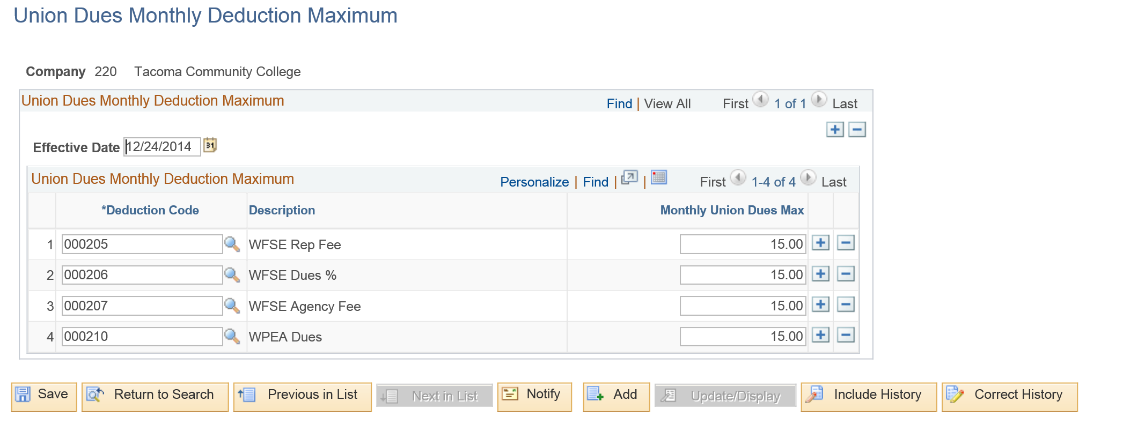 Union Dues Monthly Deduction Maximum
Company 220 Tacoma Community College
Union Dues Monthly Deduction Maximum Find | View All First 1 of 1 Last
Effective Date 12/24/2014 31
Union Dues Monthly Deduction Maximum Personalize | Find | | First 1-4 of 4 Last
*Deduction Code Description Monthly Union Dues Max
1 000205 WFSE Rep Fee 15.00
2 000206 WFSE Dues % 15.00
3 000207 WFSE Agency Fee 15.00
4 000210 WPEA Dues 15.00
Save Return to Search Previous in List Next in List Notify Add Update/Display Include History Correct History